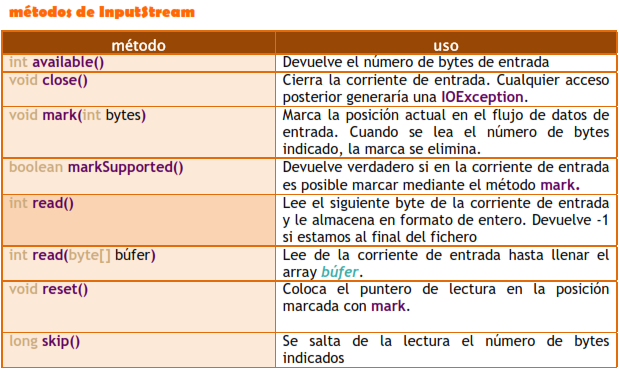 métodos de InputStream
método uso
int available() Devuelve el número de bytes de entrada
void close() Cierra la corriente de entrada. Cualquier acceso
posterior generaría una IOException.
void mark(int bytes) Marca la posición actual en el flujo de datos de
entrada. Cuando se lea el número de bytes
indicado, la marca se elimina.
boolean markSupported() Devuelve verdadero si en la corriente de entrada
es posible marcar mediante el método mark.
int read() Lee el siguiente byte de la corriente de entrada
y le almacena en formato de entero. Devuelve -1
si estamos al final del fichero
int read(byte[] búfer) Lee de la corriente de entrada hasta llenar el
array búfer.
void reset() Coloca el puntero de lectura en la posición
marcada con mark.
long skip() Se salta de la lectura el número de bytes
indicados